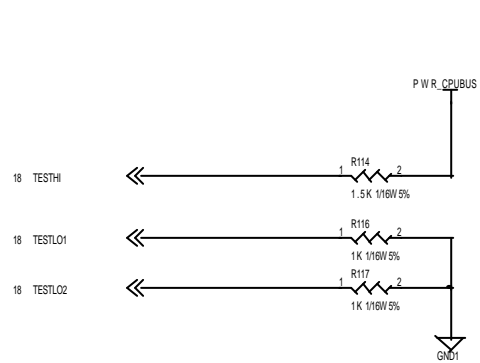 PWR_CPUBUS
R114
18 TESTHI 1 2
1.5K 1/16W 5%
R116
18 TESTLO1 1 2
1K 1/16W 5%
R117
18 TESTLO2 1 2
1K 1/16W 5%
GND1